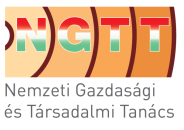 NGTT
Nemzeti Gazdasági
és Társadalmi Tanács